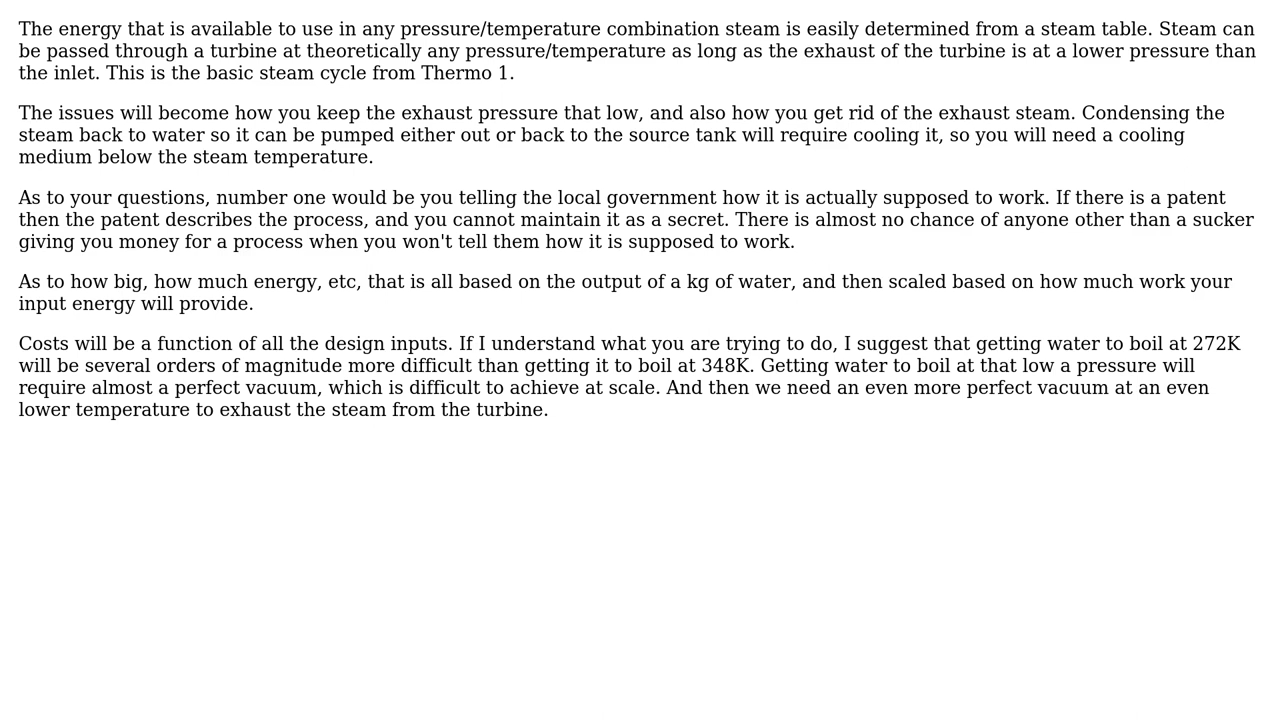 The energy that is available to use in any pressure/temperature combination steam is easily determined from a steam table. Steam can
be passed through a turbine at theoretically any pressure/temperature as long as the exhaust of the turbine is at a lower pressure than
the inlet. This is the basic steam cycle from Thermo 1.
The issues will become how you keep the exhaust pressure that low, and also how you get rid of the exhaust steam. Condensing the
steam back to water so it can be pumped either out or back to the source tank will require cooling it, so you will need a cooling
medium below the steam temperature.
As to your questions, number one would be you telling the local government how it is actually supposed to work. If there is a patent
then the patent describes the process, and you cannot maintain it as a secret. There is almost no chance of anyone other than a sucker
giving you money for a process when you won't tell them how it is supposed to work.
As to how big, how much energy, etc, that is all based on the output of a kg of water, and then scaled based on how much work your
input energy will provide.
Costs will be a function of all the design inputs. If I understand what you are trying to do, I suggest that getting water to boil at 272K
will be several orders of magnitude more difficult than getting it to boil at 348K. Getting water to boil at that low a pressure will
require almost a perfect vacuum, which is difficult to achieve at scale. And then we need an even more perfect vacuum at an even
lower temperature to exhaust the steam from the turbine.